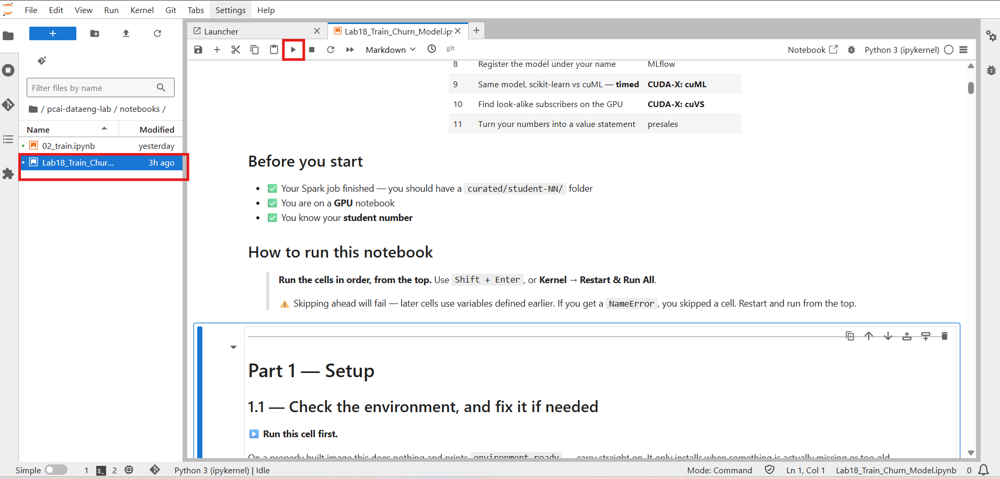 File Edit View Run Kernel Git Tabs Settings Help
Launcher
Lab18_Train_Churn_Model.ipy
Markdown
git
Notebook
Python 3 (ipykernel)
Filter files by name
/ pcai-dataeng-lab / notebooks /
Name Modified
02_train.ipynb yesterday
Lab18_Train_Chur... 3h ago
8 Register the model under your name MLflow
9 Same model, scikit-learn vs cuML — timed CUDA-X: cuML
10 Find look-alike subscribers on the GPU CUDA-X: cuVS
11 Turn your numbers into a value statement presales
Before you start
• ✅ Your Spark job finished — you should have a curated/student-NN/ folder
• ✅ You are on a GPU notebook
• ✅ You know your student number
How to run this notebook
Run the cells in order, from the top. Use Shift + Enter, or Kernel → Restart & Run All.
⚠️ Skipping ahead will fail — later cells use variables defined earlier. If you get a NameError, you skipped a cell. Restart and run from the top.
Part 1 — Setup
1.1 — Check the environment, and fix it if needed
▶️ Run this cell first.
On a properly built image this does nothing and prints environment ready — carry straight on. It only installs when something is actually missing or too old
Simple 1 $_ 2 Python 3 (ipykernel) | Idle
Mode: Command Ln 1, Col 1 Lab18_Train_Churn_Model.ipynb 0